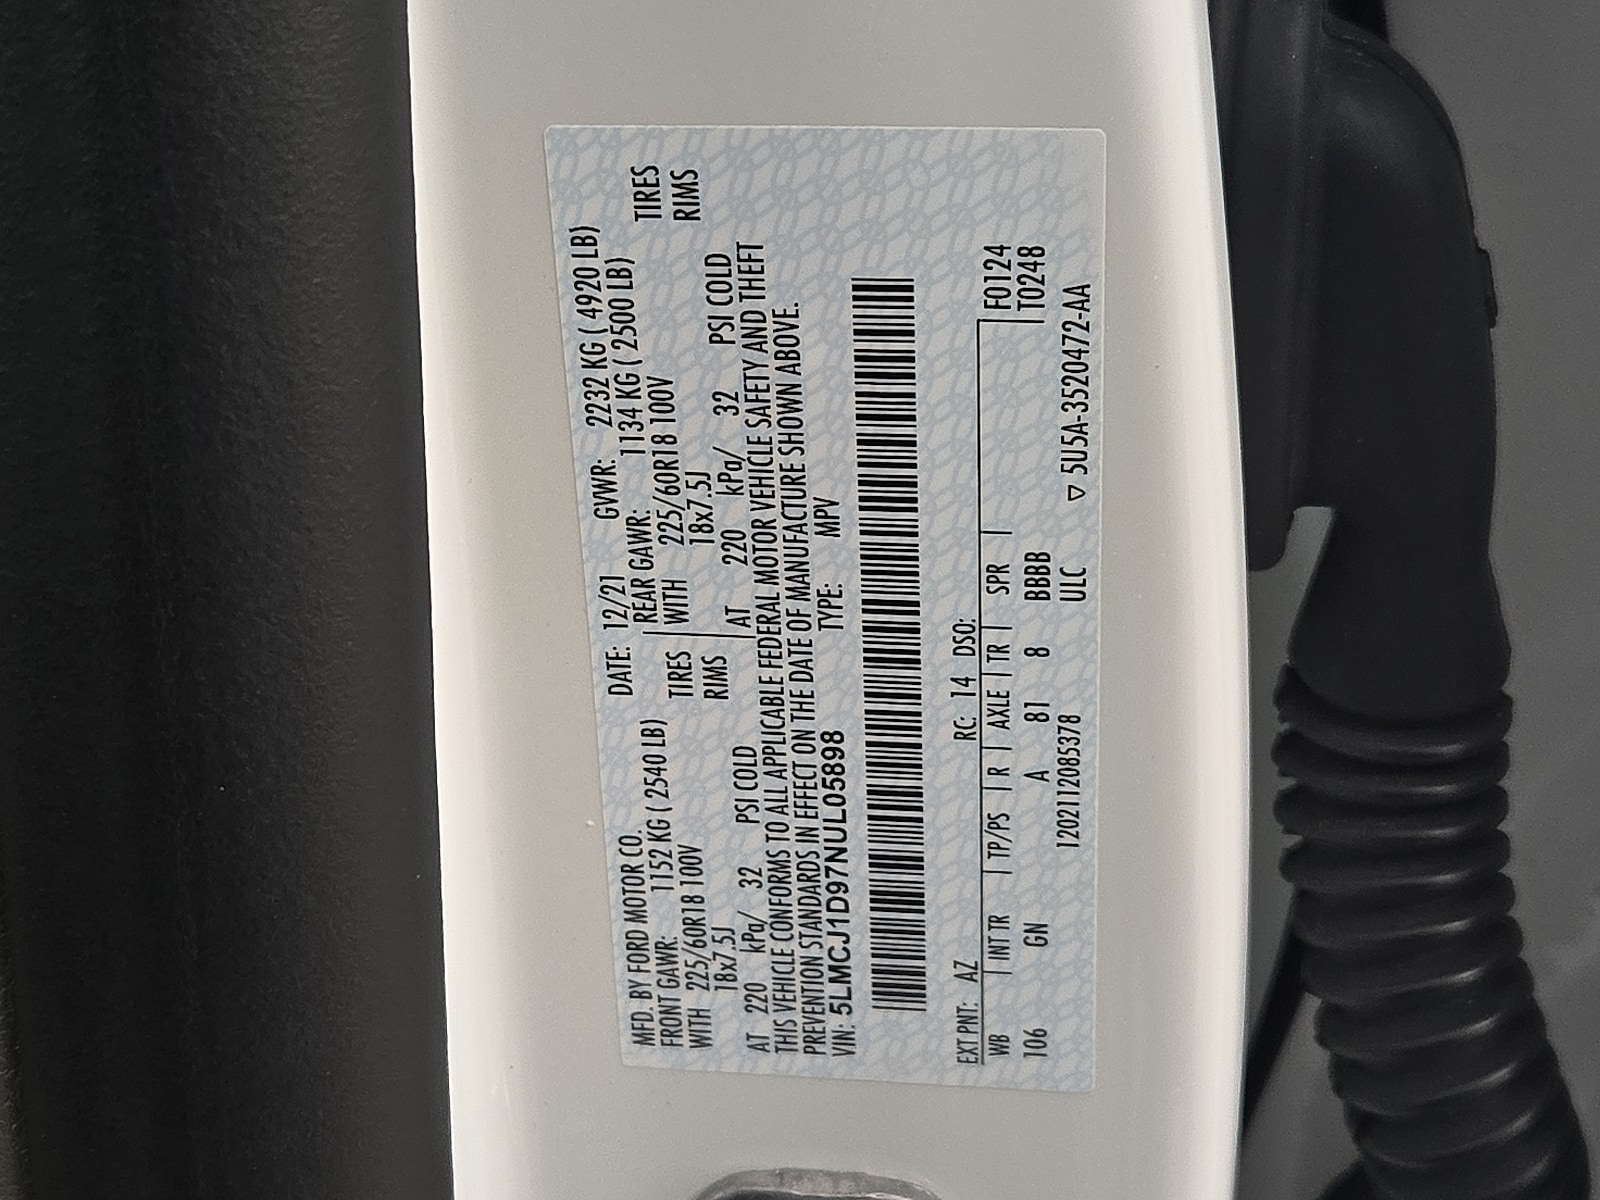 MFD. BY FORD MOTOR CO.
DATE: 12/21 GVWR: 2232 KG ( 4920 LB)
FRONT GAWR: 1152 KG ( 2540 LB)
REAR GAWR: 1134 KG ( 2500 LB)
WITH 225/60R18 100V TIRES
WITH 225/60R18 100V TIRES
18x7.5J RIMS
18x7.5J RIMS
AT 220 kPa/ 32 PSI COLD
AT 220 kPa/ 32 PSI COLD
THIS VEHICLE CONFORMS TO ALL APPLICABLE FEDERAL MOTOR VEHICLE SAFETY AND THEFT
PREVENTION STANDARDS IN EFFECT ON THE DATE OF MANUFACTURE SHOWN ABOVE.
VIN: 5LMCJ1D97NUL05898 TYPE: MPV
EXT PNT: AZ RC: 14 DSO:
WB | INT TR | TP/PS | R | AXLE | TR | SPR | F0124
106 GN A 81 8 BBBB T0248
120211208537​8 ULC ▽ 5U5A-3520472-AA